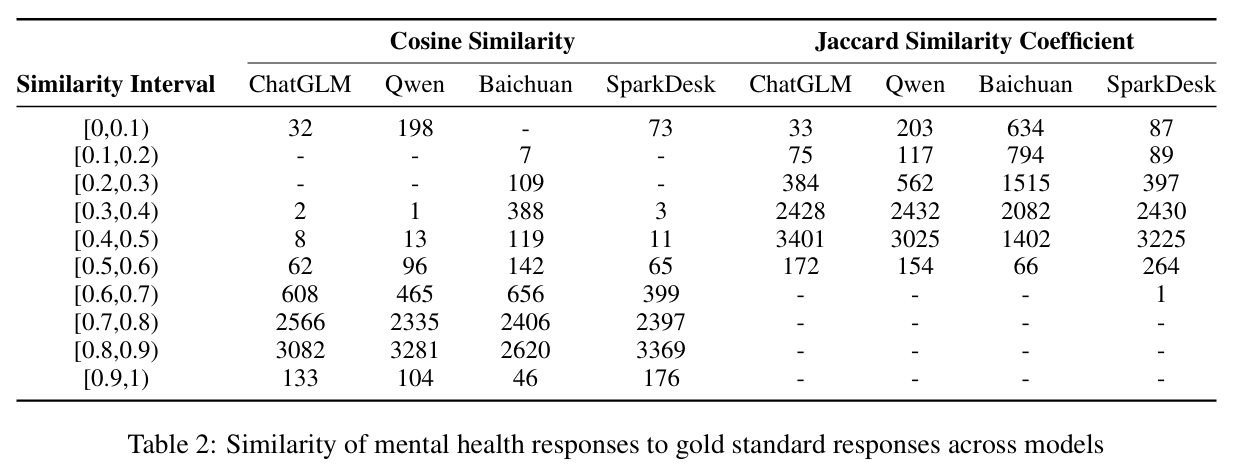 Cosine Similarity Jaccard Similarity Coefficient
Similarity Interval ChatGLM Qwen Baichuan SparkDesk ChatGLM Qwen Baichuan SparkDesk
[0,0.1) 32 198 - 73 33 203 634 87
[0.1,0.2) - - 7 - 75 117 794 89
[0.2,0.3) - - 109 - 384 562 1515 397
[0.3,0.4) 2 1 388 3 2428 2432 2082 2430
[0.4,0.5) 8 13 119 11 3401 3025 1402 3225
[0.5,0.6) 62 96 142 65 172 154 66 264
[0.6,0.7) 608 465 656 399 - - - 1
[0.7,0.8) 2566 2335 2406 2397 - - - -
[0.8,0.9) 3082 3281 2620 3369 - - - -
[0.9,1) 133 104 46 176 - - - -
Table 2: Similarity of mental health responses to gold standard responses across models